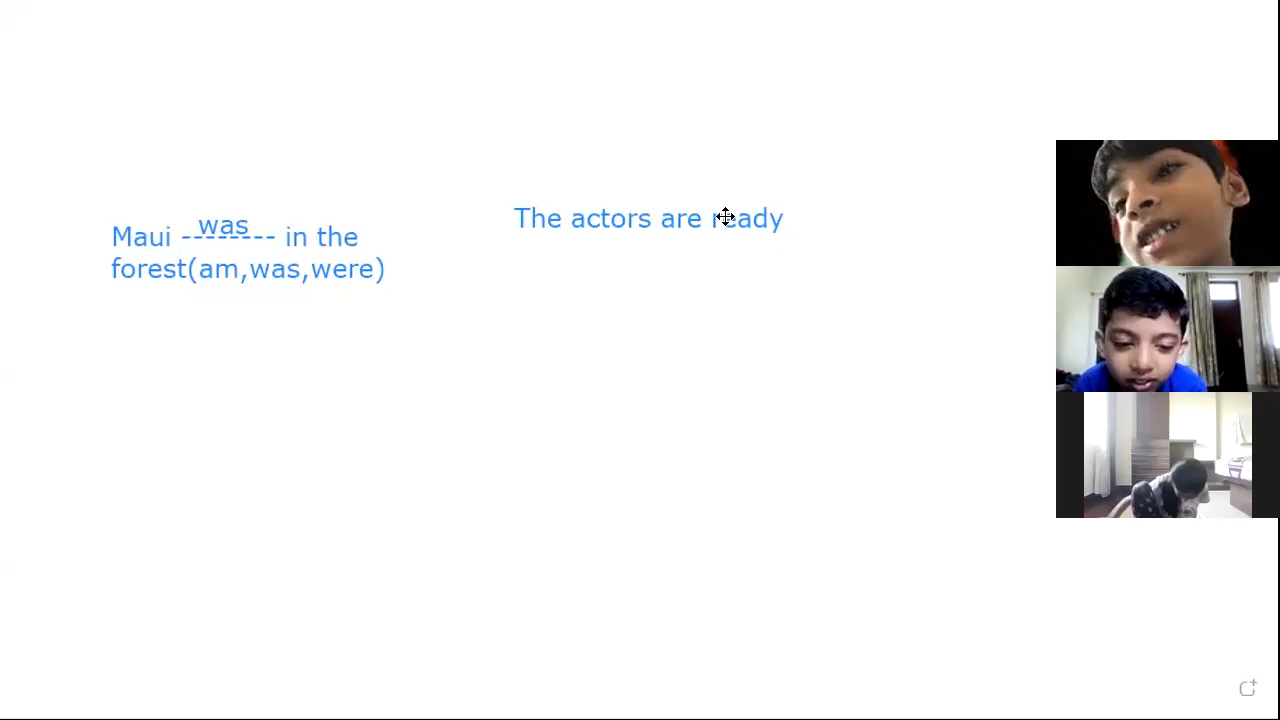 was
Maui -------- in the
forest(am,was,were)
The actors are ready